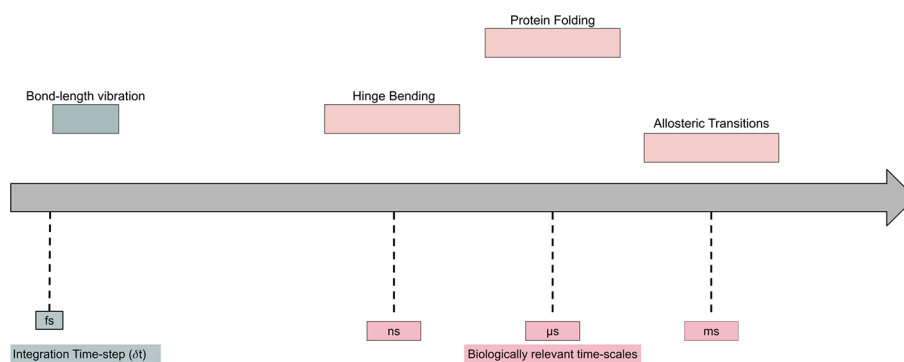 Protein Folding
Bond-length vibration
Hinge Bending
Allosteric Transitions
fs
ns
µs
ms
Integration Time-step (δt)
Biologically relevant time-scales